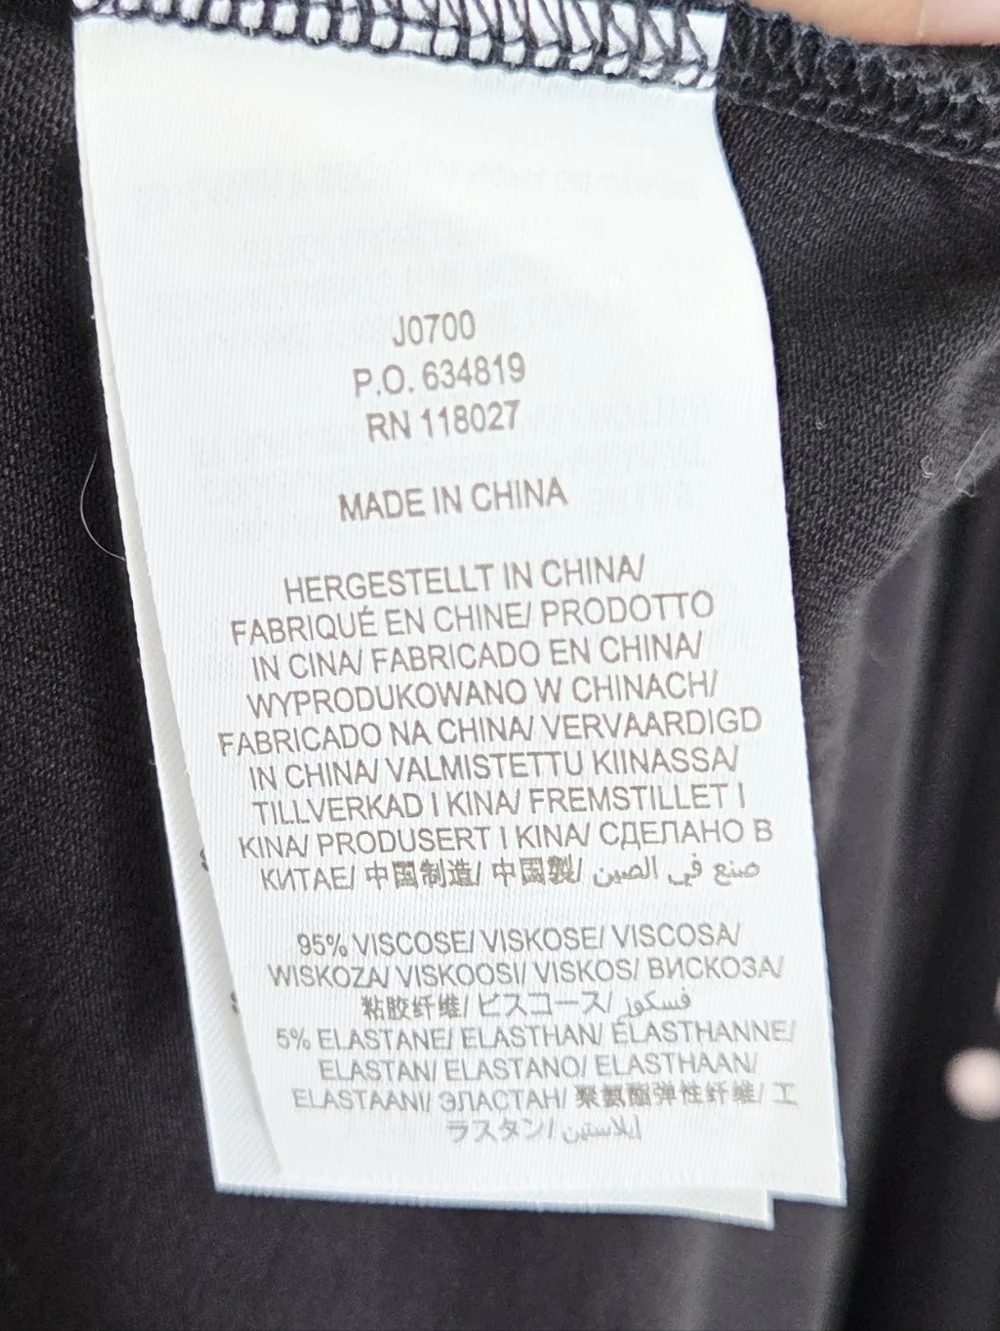 J0700
P.O. 634819
RN 118027
MADE IN CHINA
HERGESTELLT IN CHINA/
FABRIQUÉ EN CHINE/ PRODOTTO
IN CINA/ FABRICADO EN CHINA/
WYPRODUKOWANO W CHINACH/
FABRICADO NA CHINA/ VERVAARDIGD
IN CHINA/ VALMISTETTU KIINASSA/
TILLVERKAD I KINA/ FREMSTILLET I
KINA/ PRODUSERT I KINA/ СДЕЛАНО В
КИТАЕ/ 中国制造/ 中国製/ صنع في الصين
95% VISCOSE/ VISKOSE/ VISCOSA/
WISKOZA/ VISKOOSI/ VISKOS/ ВИСКОЗА/
粘胶纤维/ ビスコース/ فسكوز
5% ELASTANE/ ELASTHAN/ ÉLASTHANNE/
ELASTAN/ ELASTANO/ ELASTHAAN/
ELASTAANI/ ЭЛАСТАН/ 聚氨酯弹性纤维/ エ
ラスタン/ إيلاستين